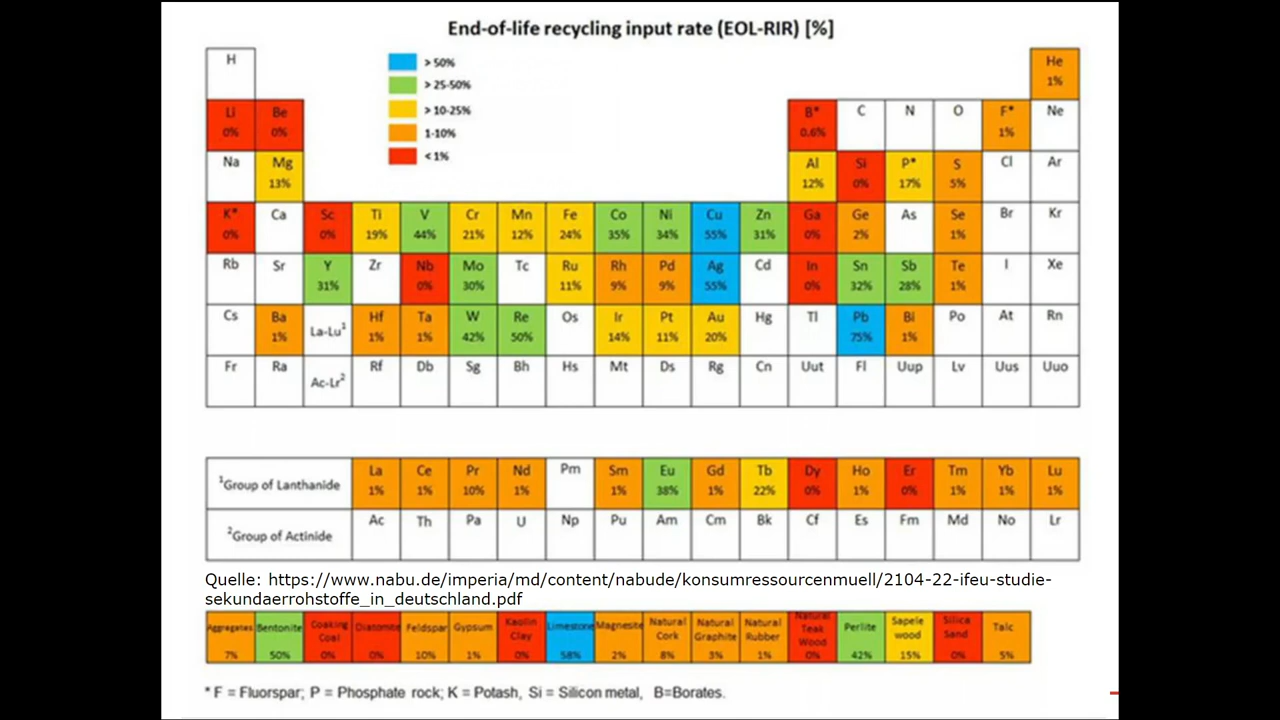 End-of-life recycling input rate (EOL-RIR) [%]
> 50%
> 25-50%
> 10-25%
1-10%
< 1%
H He
1%
Li Be B* C N O F* Ne
0% 0% 0.6% 1%
Na Mg Al Si P* S Cl Ar
13% 12% 0% 17% 5%
K* Ca Sc Ti V Cr Mn Fe Co Ni Cu Zn Ga Ge As Se Br Kr
0% 0% 19% 44% 21% 12% 24% 35% 34% 55% 31% 0% 2% 1%
Rb Sr Y Zr Nb Mo Tc Ru Rh Pd Ag Cd In Sn Sb Te I Xe
31% 0% 30% 11% 9% 9% 55% 0% 32% 28% 1%
Cs Ba La-Lu¹ Hf Ta W Re Os Ir Pt Au Hg Tl Pb Bi Po At Rn
1% 1% 1% 42% 50% 14% 11% 20% 75% 1%
Fr Ra Ac-Lr² Rf Db Sg Bh Hs Mt Ds Rg Cn Uut Fl Uup Lv Uus Uuo
¹Group of Lanthanide La Ce Pr Nd Pm Sm Eu Gd Tb Dy Ho Er Tm Yb Lu
1% 1% 10% 1% 1% 38% 1% 22% 0% 1% 0% 1% 1% 1%
²Group of Actinide Ac Th Pa U Np Pu Am Cm Bk Cf Es Fm Md No Lr
Quelle: https://www.nabu.de/imperia/md/content/nabude/konsumressourcenmuell/2104-22-ifeu-studie-
sekundaerrohstoffe_in_deutschland.pdf
Aggregates Bentonite Coaking Coal Diatomite Feldspar Gypsum Kaolin Clay Limestone Magnesite Natural Cork Natural Graphite Natural Rubber Natural Teak Wood Perlite Sapele wood Silica Sand Talc
7% 50% 0% 0% 10% 1% 0% 58% 2% 8% 3% 1% 0% 42% 15% 0% 5%
* F = Fluorspar; P = Phosphate rock; K = Potash, Si = Silicon metal, B=Borates.